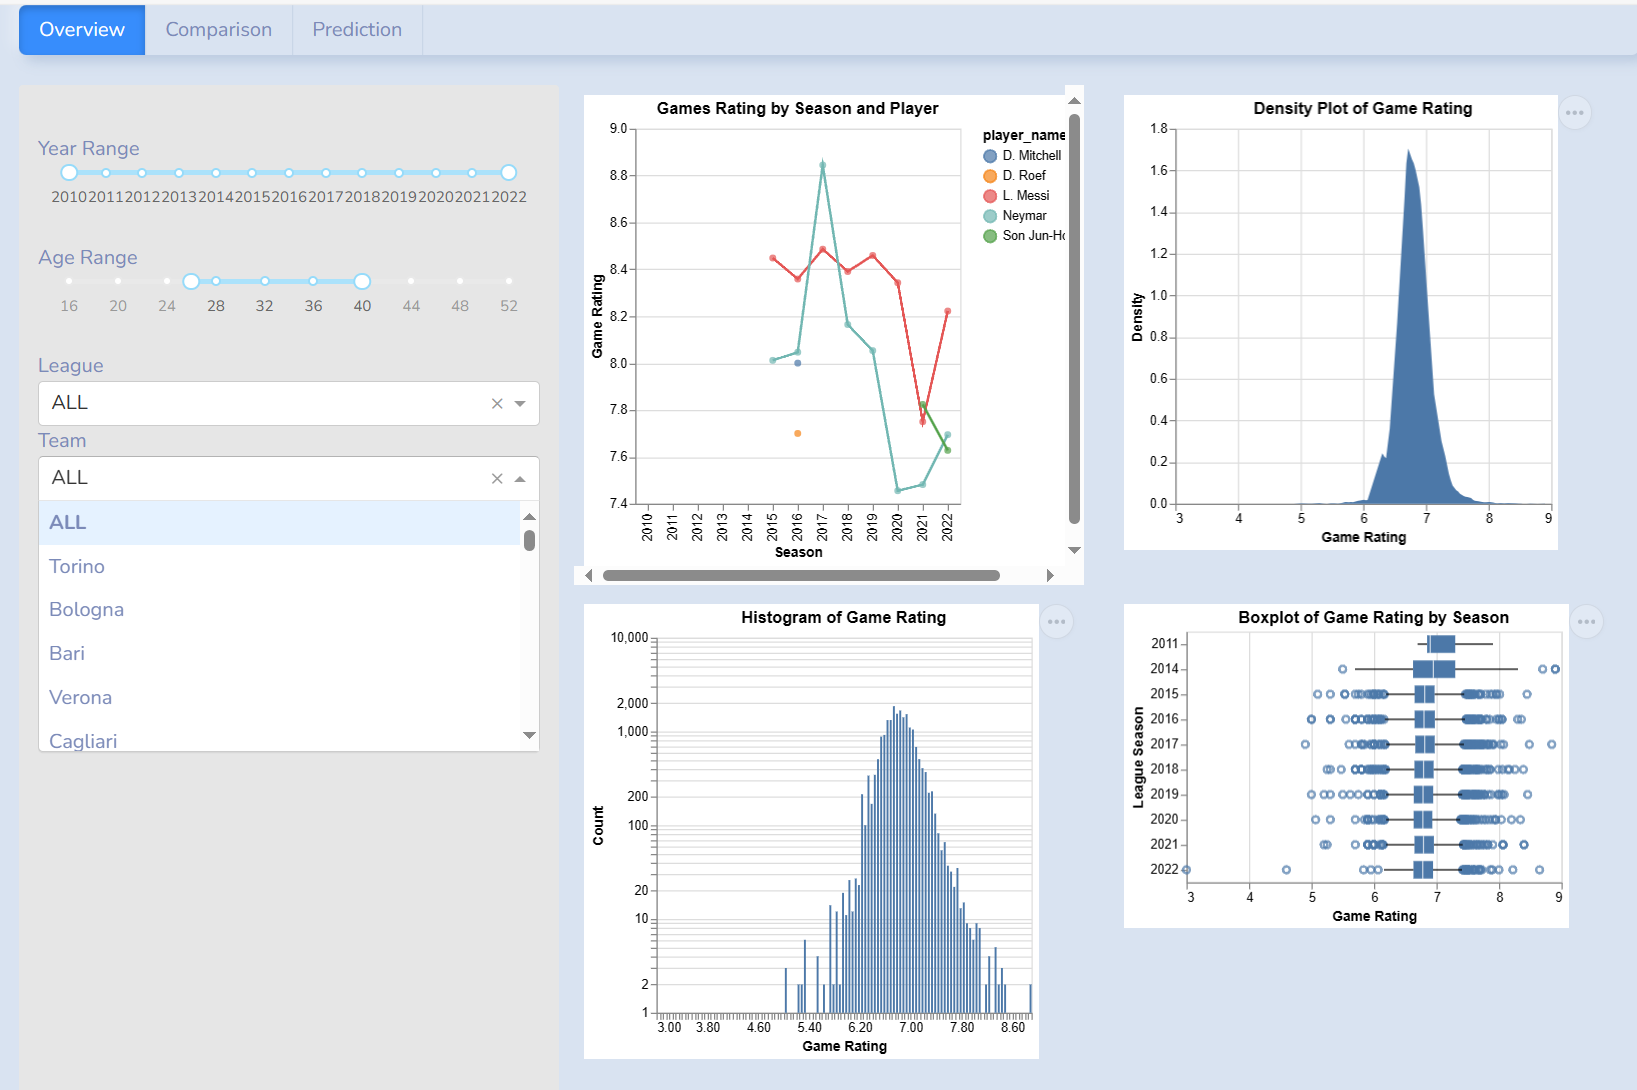 Overview Comparison Prediction
Year Range
2010 2011 2012 2013 2014 2015 2016 2017 2018 2019 2020 2021 2022
Age Range
16 20 24 28 32 36 40 44 48 52
League
ALL
Team
ALL
ALL
Torino
Bologna
Bari
Verona
Cagliari
Games Rating by Season and Player
9.0
8.8
8.6
8.4
8.2
8.0
7.8
7.6
7.4
Game Rating
2010 2011 2012 2013 2014 2015 2016 2017 2018 2019 2020 2021 2022
Season
player_name
D. Mitchell
D. Roef
L. Messi
Neymar
Son Jun-Ho
Density Plot of Game Rating
1.8
1.6
1.4
1.2
1.0
0.8
0.6
0.4
0.2
0.0
Density
3 4 5 6 7 8 9
Game Rating
Histogram of Game Rating
10,000
2,000
1,000
200
100
20
10
2
1
Count
3.00 3.80 4.60 5.40 6.20 7.00 7.80 8.60
Game Rating
Boxplot of Game Rating by Season
2011
2014
2015
2016
2017
2018
2019
2020
2021
2022
League Season
3 4 5 6 7 8 9
Game Rating